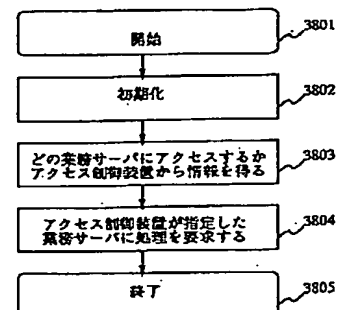 開始
3801
初期化
3802
どの業務サーバにアクセスするか
アクセス制御装置から情報を得る
3803
アクセス制御装置が指定した
業務サーバに処理を要求する
3804
終了
3805